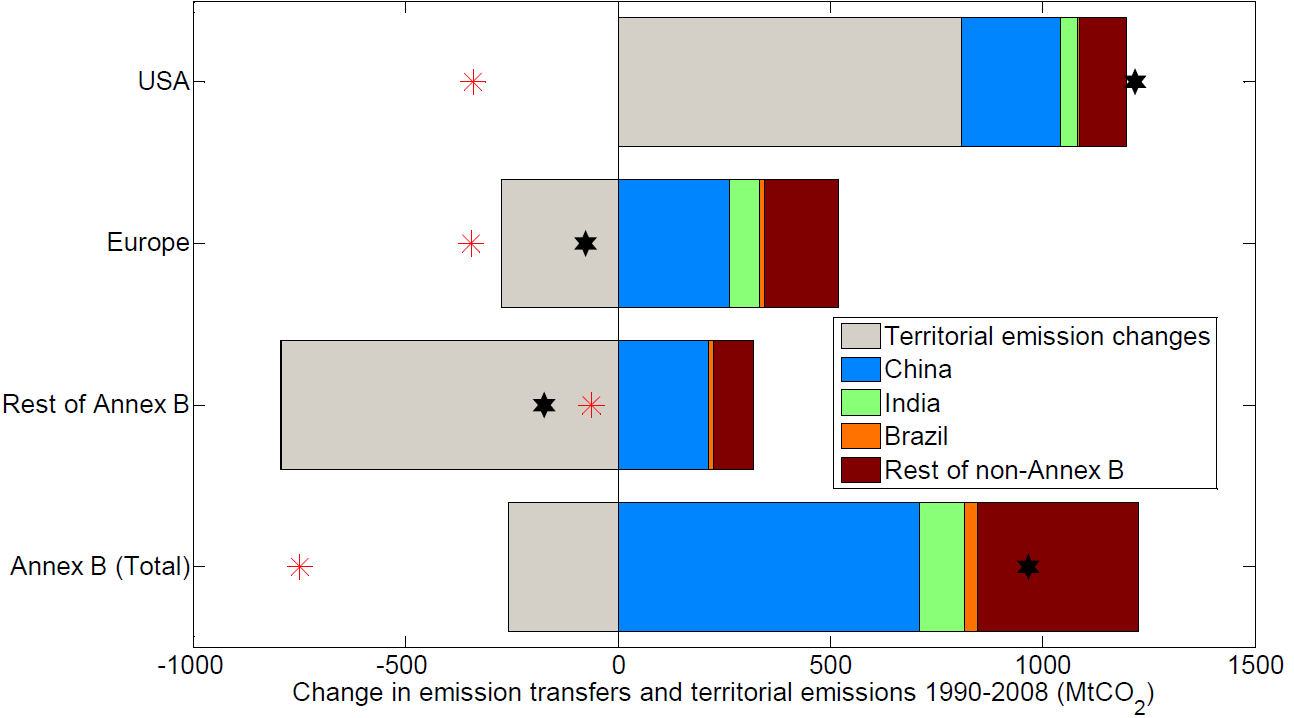 USA
Europe
Rest of Annex B
Annex B (Total)
Territorial emission changes
China
India
Brazil
Rest of non-Annex B
-1000 -500 0 500 1000 1500
Change in emission transfers and territorial emissions 1990-2008 (MtCO₂)